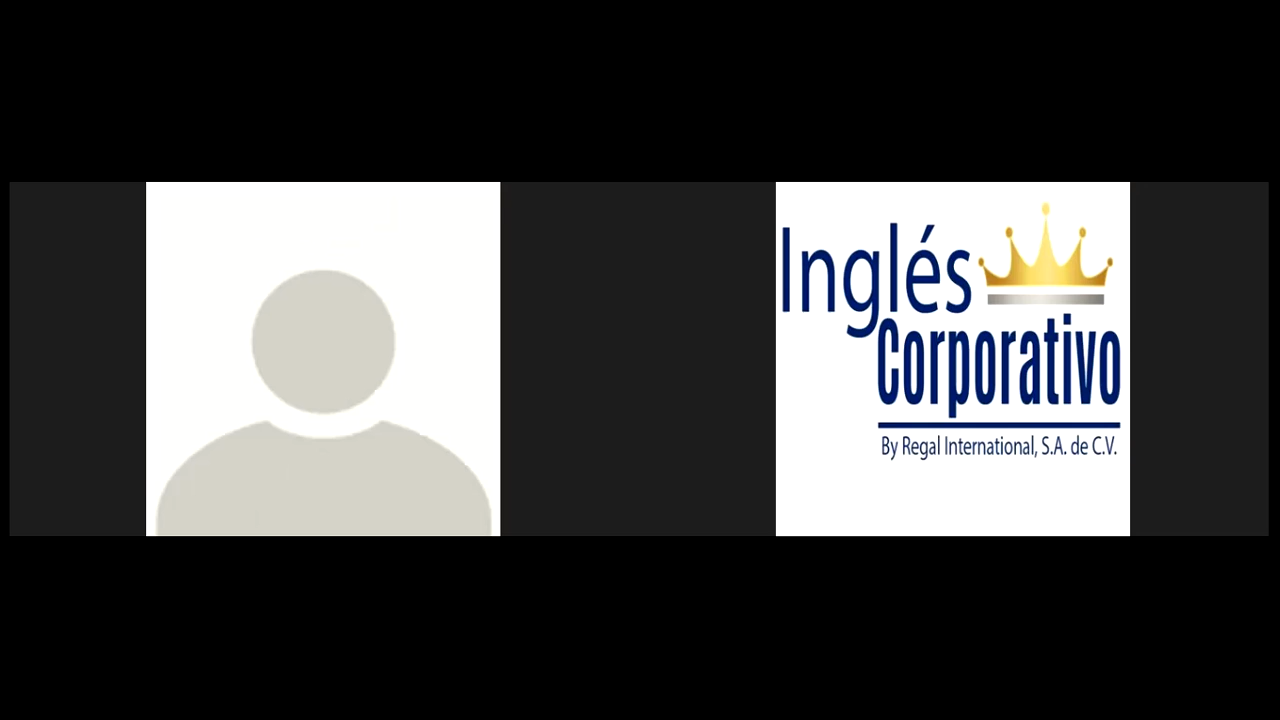 Inglés
Corporativo
By Regal International, S.A. de C.V.